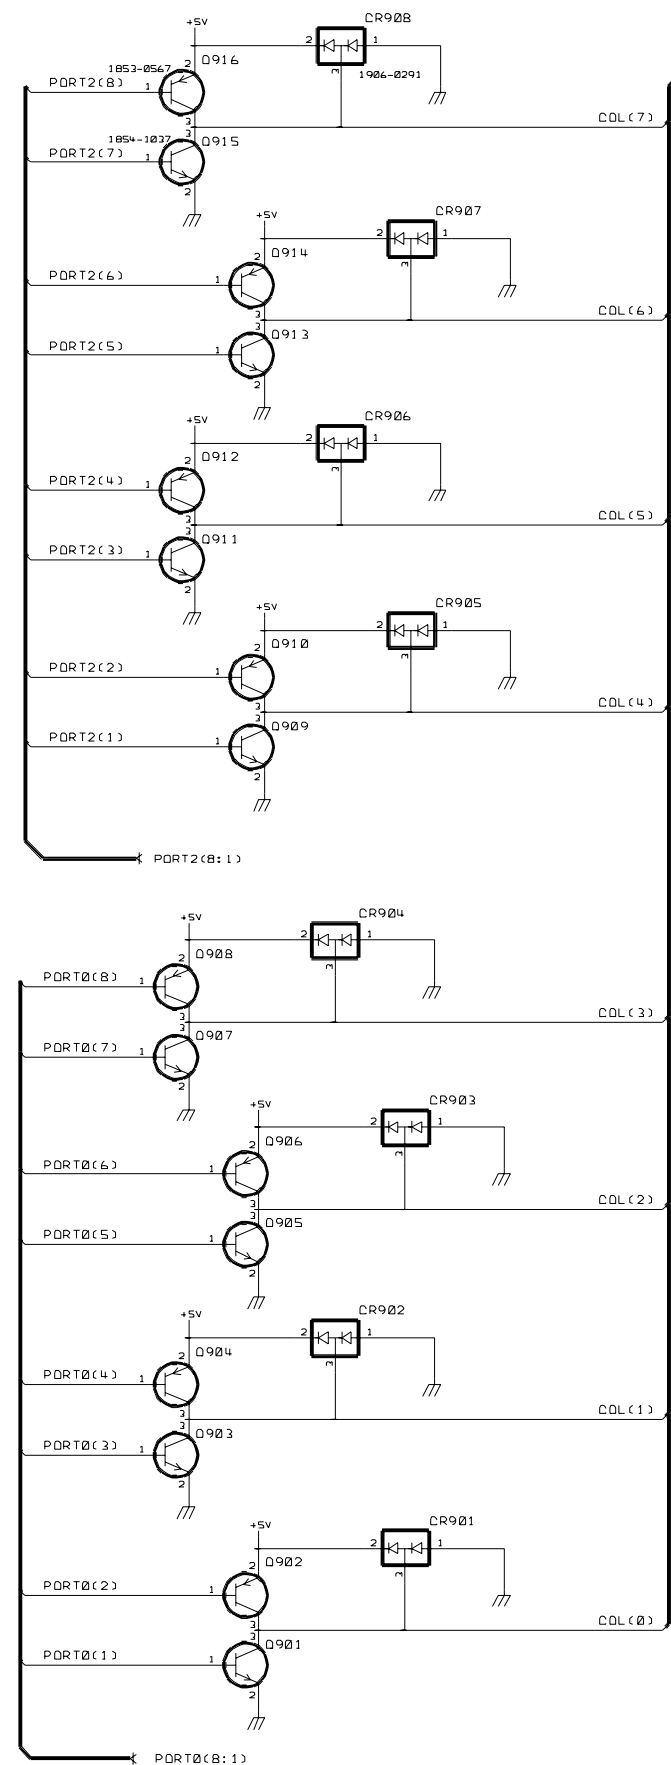 +5V CR908
2 1
2 Q916 3
1853-0567 1906-0291
PORT2(8) 1
3 COL(7)
3
1854-1037 Q915
PORT2(7) 1
2
+5V CR907
2 1
2 Q914 3
PORT2(6) 1
3 COL(6)
3 Q913
PORT2(5) 1
2
+5V CR906
2 1
2 Q912 3
PORT2(4) 1
3 COL(5)
3 Q911
PORT2(3) 1
2
+5V CR905
2 1
2 Q910 3
PORT2(2) 1
3 COL(4)
3 Q909
PORT2(1) 1
2
PORT2(8:1)
+5V CR904
2 1
2 Q908 3
PORT0(8) 1
3 COL(3)
3 Q907
PORT0(7) 1
2
+5V CR903
2 1
2 Q906 3
PORT0(6) 1
3 COL(2)
3 Q905
PORT0(5) 1
2
+5V CR902
2 1
2 Q904 3
PORT0(4) 1
3 COL(1)
3 Q903
PORT0(3) 1
2
+5V CR901
2 1
2 Q902 3
PORT0(2) 1
3 COL(0)
3 Q901
PORT0(1) 1
2
PORT0(8:1)